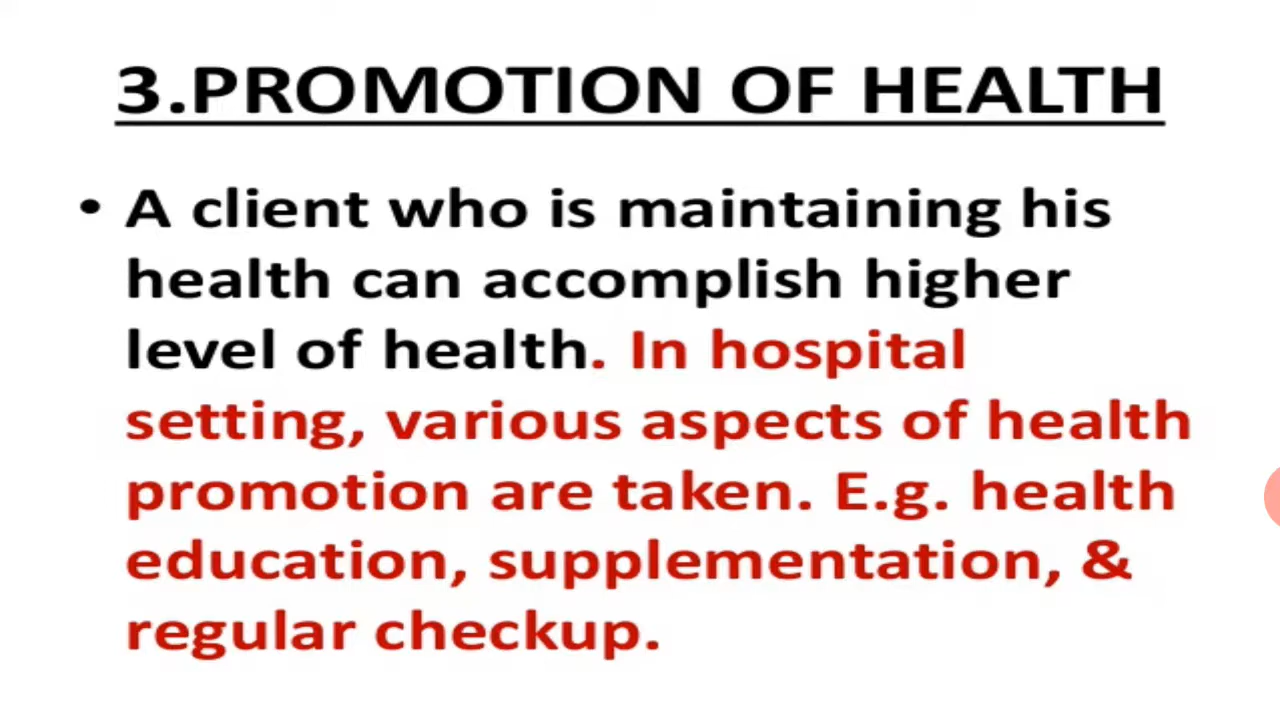 3.PROMOTION OF HEALTH
• A client who is maintaining his
health can accomplish higher
level of health. In hospital
setting, various aspects of health
promotion are taken. E.g. health
education, supplementation, &
regular checkup.